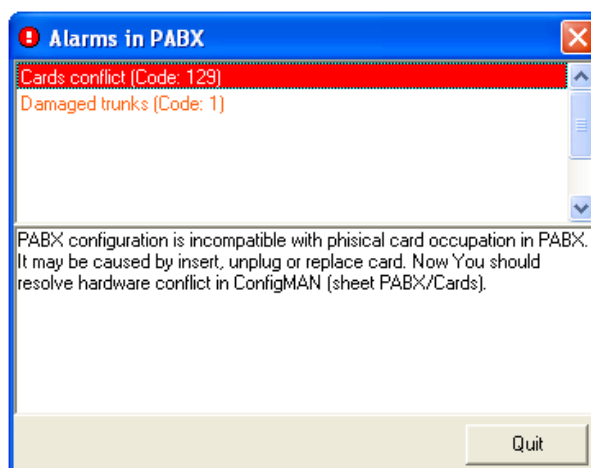 Alarms in PABX
Cards conflict (Code: 129)
Damaged trunks (Code: 1)
PABX configuration is incompatible with phisical card occupation in PABX.
It may be caused by insert, unplug or replace card. Now You should
resolve hardware conflict in ConfigMAN (sheet PABX/Cards).
Quit